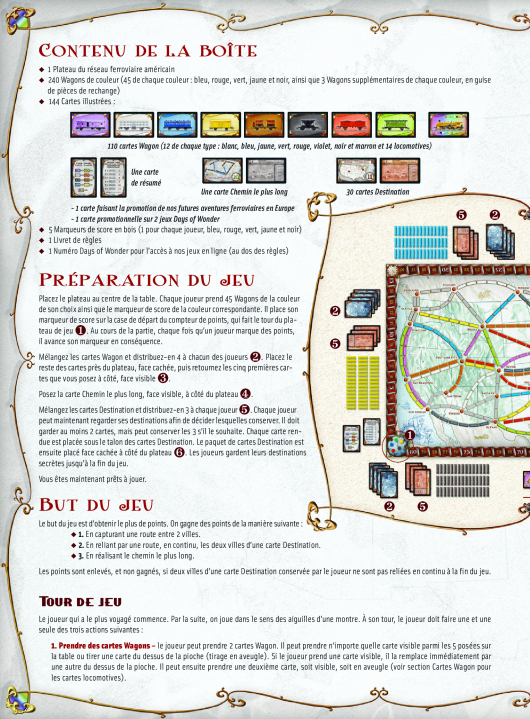 CONTENU DE LA BOÎTE
◆ 1 Plateau du réseau ferroviaire américain
◆ 240 Wagons de couleur (45 de chaque couleur : bleu, rouge, vert, jaune et noir, ainsi que 3 Wagons supplémentaires de chaque couleur, en guise
de pièces de rechange)
◆ 144 Cartes illustrées :
110 cartes Wagon (12 de chaque type : blanc, bleu, jaune, vert, rouge, violet, noir et marron et 14 locomotives)
Une carte
de résumé
Une carte Chemin le plus long
30 cartes Destination
- 1 carte faisant la promotion de nos futures aventures ferroviaires en Europe
- 1 carte promotionnelle sur 2 jeux Days of Wonder
◆ 5 Marqueurs de score en bois (1 pour chaque joueur, bleu, rouge, vert, jaune et noir)
◆ 1 Livret de règles
◆ 1 Numéro Days of Wonder pour l'accès à nos jeux en ligne (au dos des règles)
PRÉPARATION DU JEU
Placez le plateau au centre de la table. Chaque joueur prend 45 Wagons de la couleur
de son choix ainsi que le marqueur de score de la couleur correspondante. Il place son
marqueur de score sur la case de départ du compteur de points, qui fait le tour du pla-
teau de jeu 1. Au cours de la partie, chaque fois qu'un joueur marque des points,
il avance son marqueur en conséquence.
Mélangez les cartes Wagon et distribuez-en 4 à chacun des joueurs 2. Placez le
reste des cartes près du plateau, face cachée, puis retournez les cinq premières car-
tes que vous posez à côté, face visible 3.
Posez la carte Chemin le plus long, face visible, à côté du plateau 4.
Mélangez les cartes Destination et distribuez-en 3 à chaque joueur 5. Chaque joueur
peut maintenant regarder ses destinations afin de décider lesquelles conserver. Il doit
garder au moins 2 cartes, mais peut conserver les 3 s'il le souhaite. Chaque carte ren-
due est placée sous le talon des cartes Destination. Le paquet de cartes Destination est
ensuite placé face cachée à côté du plateau 6. Les joueurs gardent leurs destinations
secrètes jusqu'à la fin du jeu.
Vous êtes maintenant prêts à jouer.
5 2
2
5
1
2 5
BUT DU JEU
Le but du jeu est d'obtenir le plus de points. On gagne des points de la manière suivante :
◆ 1. En capturant une route entre 2 villes.
◆ 2. En reliant par une route, en continu, les deux villes d'une carte Destination.
◆ 3. En réalisant le chemin le plus long.
Les points sont enlevés, et non gagnés, si deux villes d'une carte Destination conservée par le joueur ne sont pas reliées en continu à la fin du jeu.
TOUR DE JEU
Le joueur qui a le plus voyagé commence. Par la suite, on joue dans le sens des aiguilles d'une montre. À son tour, le joueur doit faire une et une
seule des trois actions suivantes :
1. Prendre des cartes Wagons – le joueur peut prendre 2 cartes Wagon. Il peut prendre n'importe quelle carte visible parmi les 5 posées sur
la table ou tirer une carte du dessus de la pioche (tirage en aveugle). Si le joueur prend une carte visible, il la remplace immédiatement par
une autre du dessus de la pioche. Il peut ensuite prendre une deuxième carte, soit visible, soit en aveugle (voir section Cartes Wagon pour
les cartes locomotives).